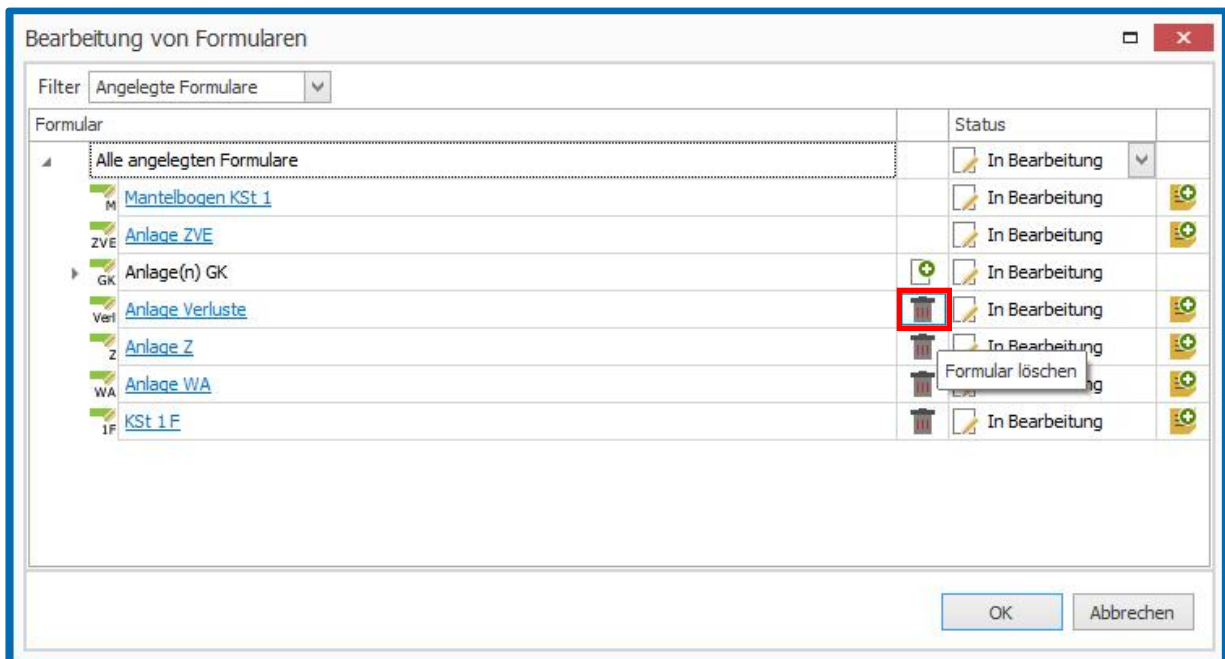 Bearbeitung von Formularen
Filter Angelegte Formulare
Formular Status
Alle angelegten Formulare In Bearbeitung
M Mantelbogen KSt 1 In Bearbeitung
ZVE Anlage ZVE In Bearbeitung
GK Anlage(n) GK In Bearbeitung
Verl Anlage Verluste In Bearbeitung
Z Anlage Z In Bearbeitung
Formular löschen
WA Anlage WA ng
1F KSt 1F In Bearbeitung
OK Abbrechen